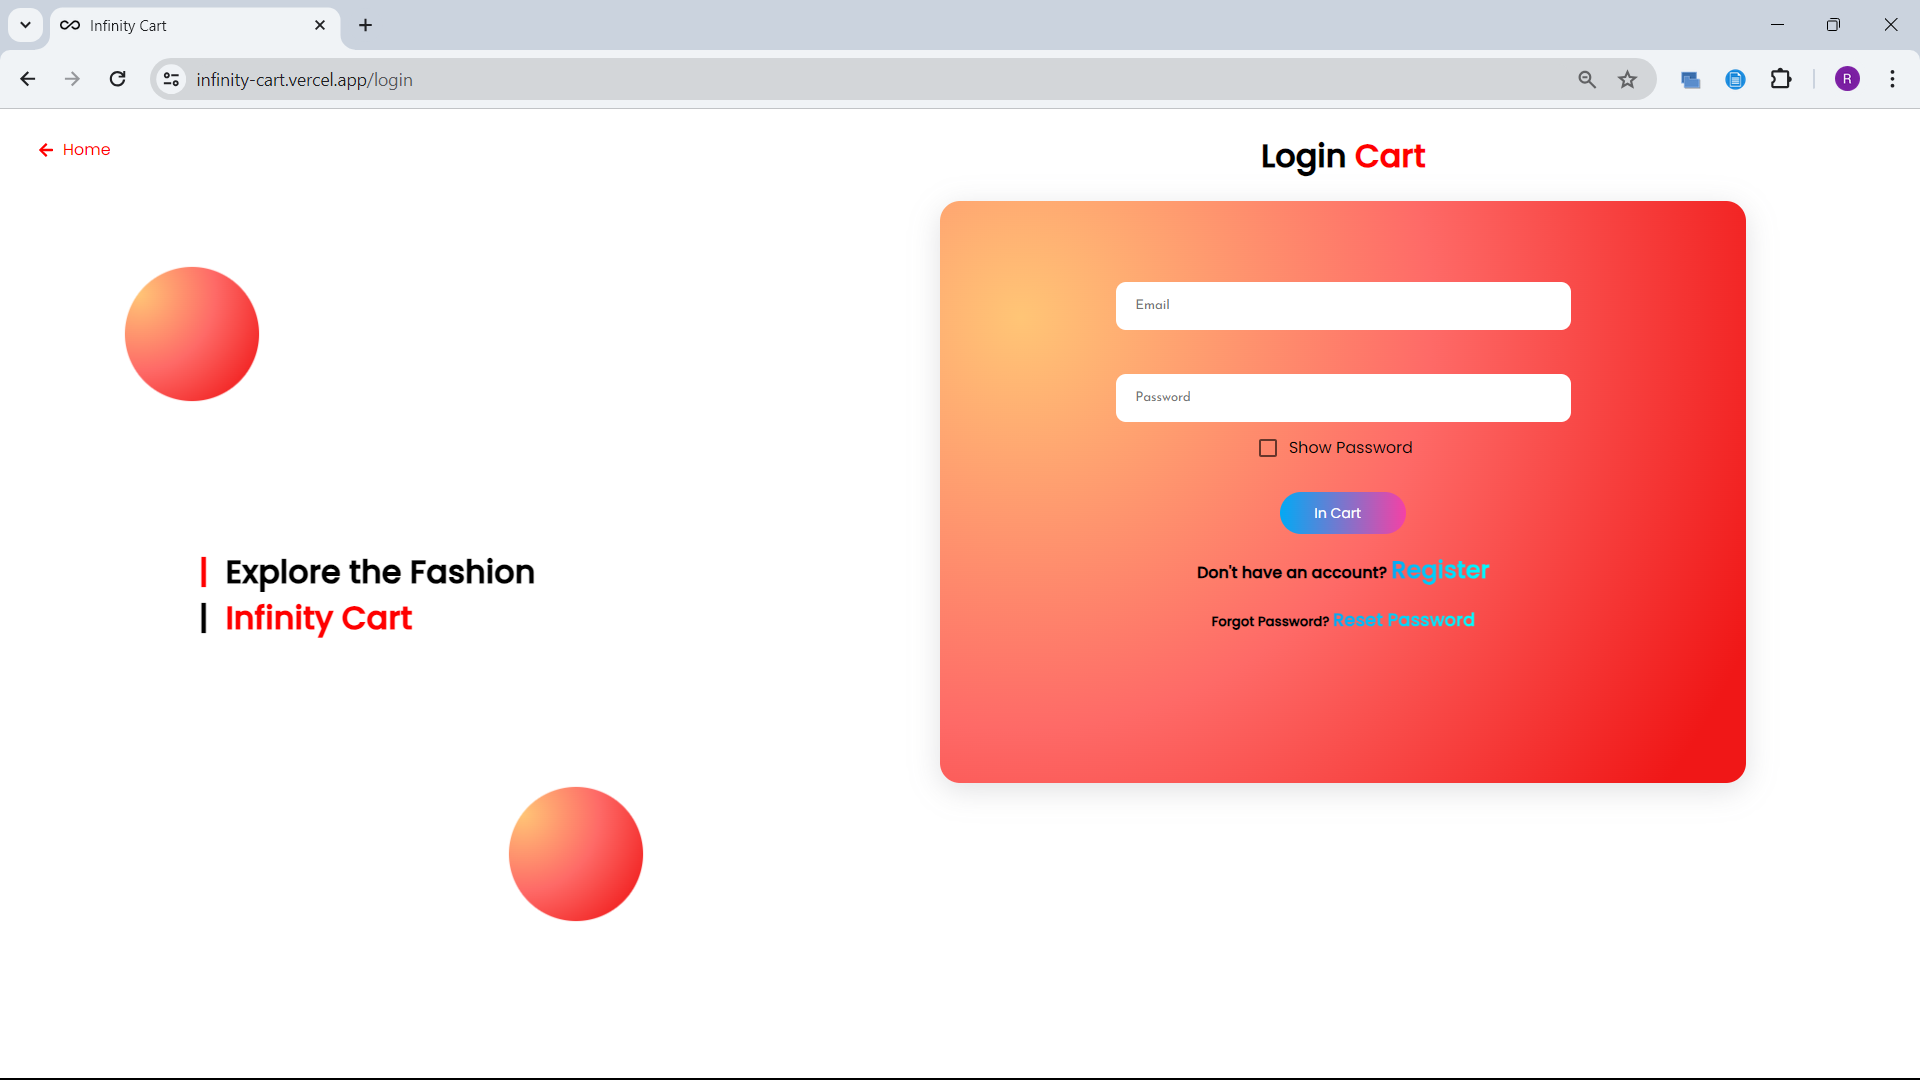 Infinity Cart
infinity-cart.vercel.app/login
R
Home
Login Cart
Email
Password
Show Password
In Cart
Don't have an account? Register
Forgot Password? Reset Password
Explore the Fashion
Infinity Cart